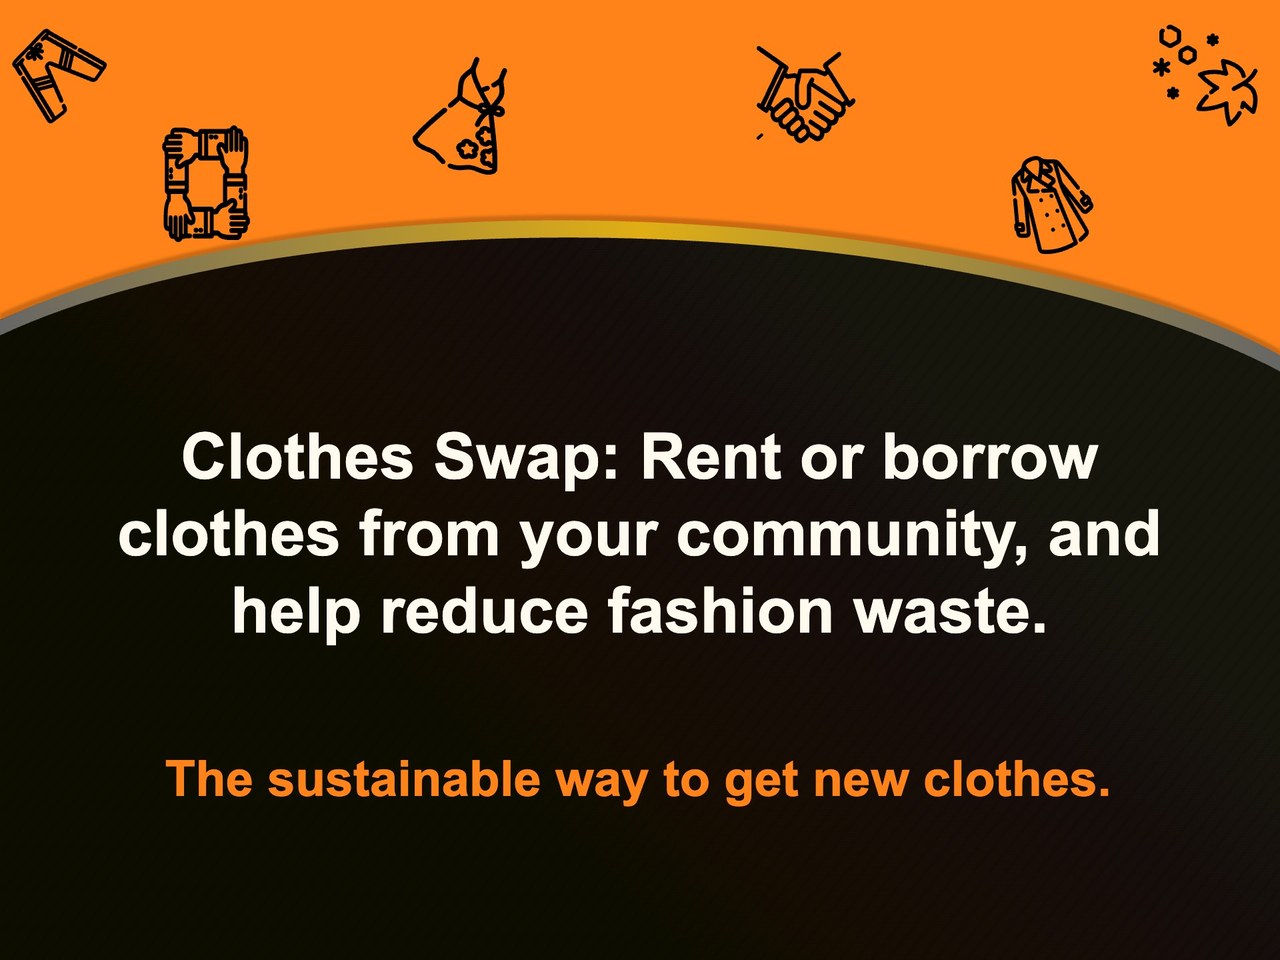 Clothes Swap: Rent or borrow
clothes from your community, and
help reduce fashion waste.
The sustainable way to get new clothes.